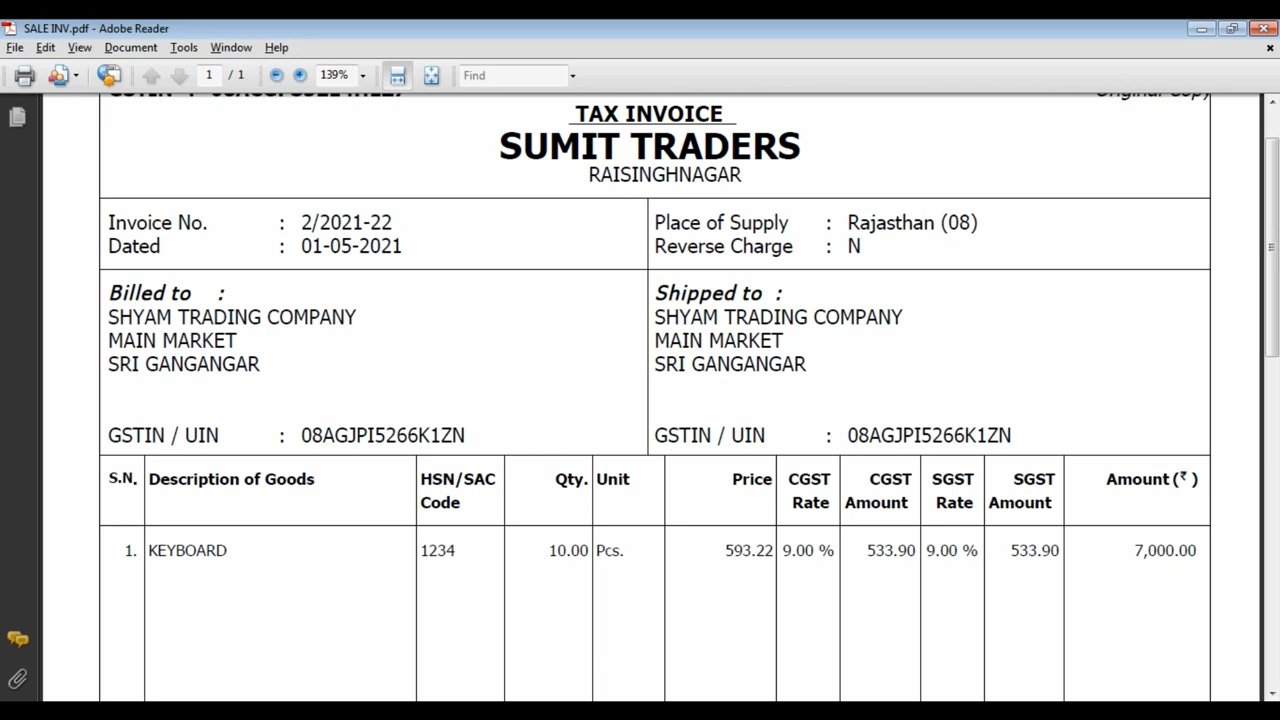 SALE INV.pdf - Adobe Reader
File Edit View Document Tools Window Help
1 / 1 139% Find
Original Copy
TAX INVOICE
SUMIT TRADERS
RAISINGHNAGAR
Invoice No. : 2/2021-22
Dated : 01-05-2021
Place of Supply : Rajasthan (08)
Reverse Charge : N
Billed to :
SHYAM TRADING COMPANY
MAIN MARKET
SRI GANGANGAR
GSTIN / UIN : 08AGJPI5266K1ZN
Shipped to :
SHYAM TRADING COMPANY
MAIN MARKET
SRI GANGANGAR
GSTIN / UIN : 08AGJPI5266K1ZN
S.N. Description of Goods HSN/SAC Qty. Unit Price CGST CGST SGST SGST Amount (₹ )
Code Rate Amount Rate Amount
1. KEYBOARD 1234 10.00 Pcs. 593.22 9.00 % 533.90 9.00 % 533.90 7,000.00